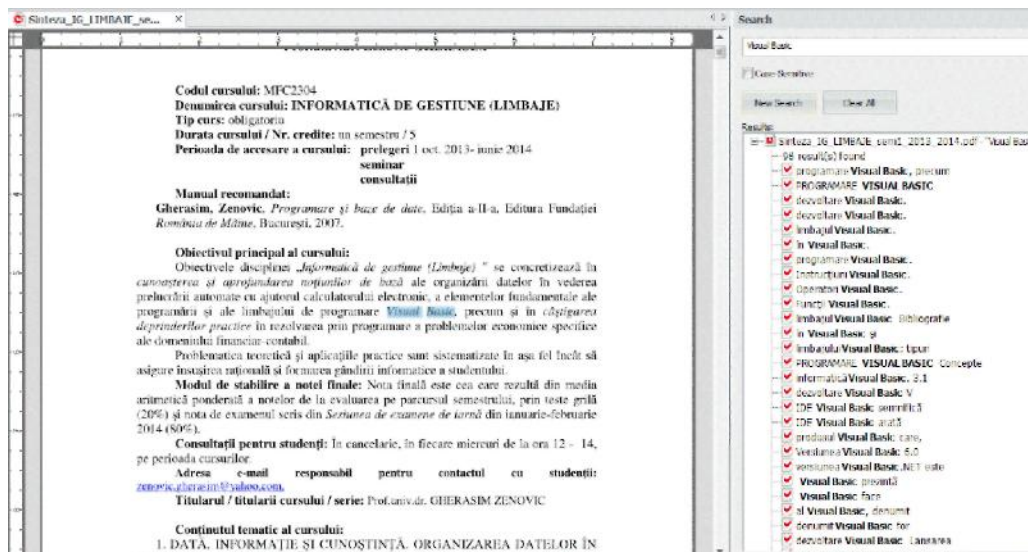 Sinteza_IG_LIMBAJE_se...
Codul cursului: MFC2304
Denumirea cursului: INFORMATICĂ DE GESTIUNE (LIMBAJE)
Tip curs: obligatoriu
Durata cursului / Nr. credite: un semestru / 5
Perioada de accesare a cursului: prelegeri 1 oct. 2013- iunie 2014
seminar
consultații
Manual recomandat:
Gherasim, Zenovic, Programare și baze de date, Ediția a-II-a, Editura Fundației
România de Mâine, București, 2007.
Obiectivul principal al cursului:
Obiectivele disciplinei „Informatică de gestiune (Limbaje) ” se concretizează în
cunoașterea și aprofundarea noțiunilor de bază ale organizării datelor în vederea
prelucrării automate cu ajutorul calculatorului electronic, a elementelor fundamentale ale
programării și ale limbajului de programare Visual Basic, precum și în câștigarea
deprinderilor practice în rezolvarea prin programare a problemelor economice specifice
ale domeniului financiar-contabil.
Problematica teoretică și aplicațiile practice sunt sistematizate în așa fel încât să
asigure însușirea rațională și formarea gândirii informatice a studentului.
Modul de stabilire a notei finale: Nota finală este cea care rezultă din media
aritmetică ponderată a notelor de la evaluarea pe parcursul semestrului, prin teste grilă
(20%) și nota de examenul scris din Sesiunea de examene de iarnă din ianuarie-februarie
2014 (80%).
Consultații pentru studenți: În cancelarie, în fiecare miercuri de la ora 12 - 14,
pe perioada cursurilor.
Adresa e-mail responsabil pentru contactul cu studenții:
zenovic.gherasim@yahoo.com.
Titularul / titularii cursului / serie: Prof.univ.dr. GHERASIM ZENOVIC
Conținutul tematic al cursului:
1. DATĂ, INFORMAȚIE ȘI CUNOȘTINȚĂ. ORGANIZAREA DATELOR ÎN
Search
Visual Basic
Case-Sensitive
New Search Clear All
Results:
Sinteza_IG_LIMBAJE_sem1_2013_2014.pdf - "Visual Bas
98 result(s) found
programare Visual Basic, precum
PROGRAMARE VISUAL BASIC
dezvoltare Visual Basic.
dezvoltare Visual Basic.
limbajul Visual Basic.
în Visual Basic.
programare Visual Basic.
Instrucțiuni Visual Basic.
Operatori Visual Basic.
Funcții Visual Basic.
limbajul Visual Basic Bibliografie
în Visual Basic și
limbajului Visual Basic: tipuri
PROGRAMARE VISUAL BASIC Concepte
informatică Visual Basic. 3.1
dezvoltare Visual Basic V
IDE Visual Basic semnifică
IDE Visual Basic arată
produsul Visual Basic care,
Versiunea Visual Basic 6.0
versiunea Visual Basic .NET este
Visual Basic prezintă
Visual Basic face
al Visual Basic, denumit
denumit Visual Basic for
dezvoltare Visual Basic Lansarea